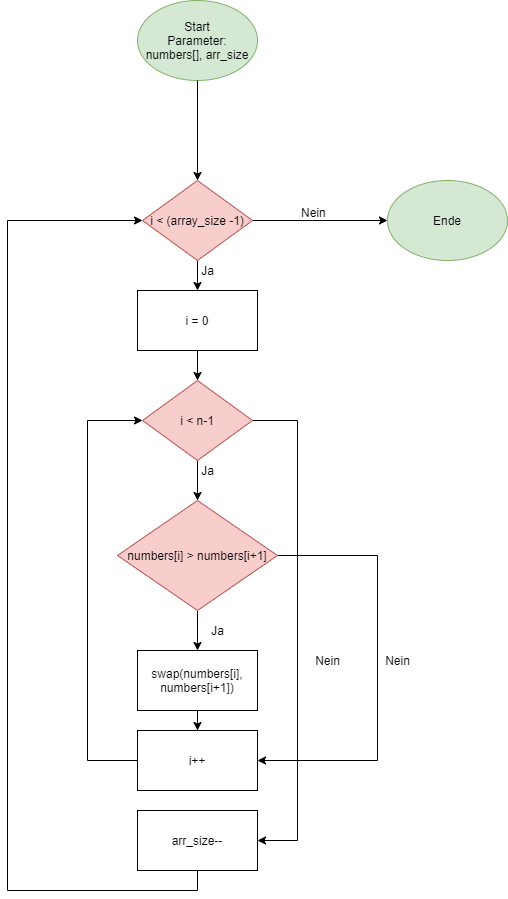 Start
Parameter:
numbers[], arr_size
i < (array_size -1)
Nein
Ende
Ja
i = 0
i < n-1
Ja
numbers[i] > numbers[i+1]
Ja
Nein
Nein
swap(numbers[i],
numbers[i+1])
i++
arr_size--